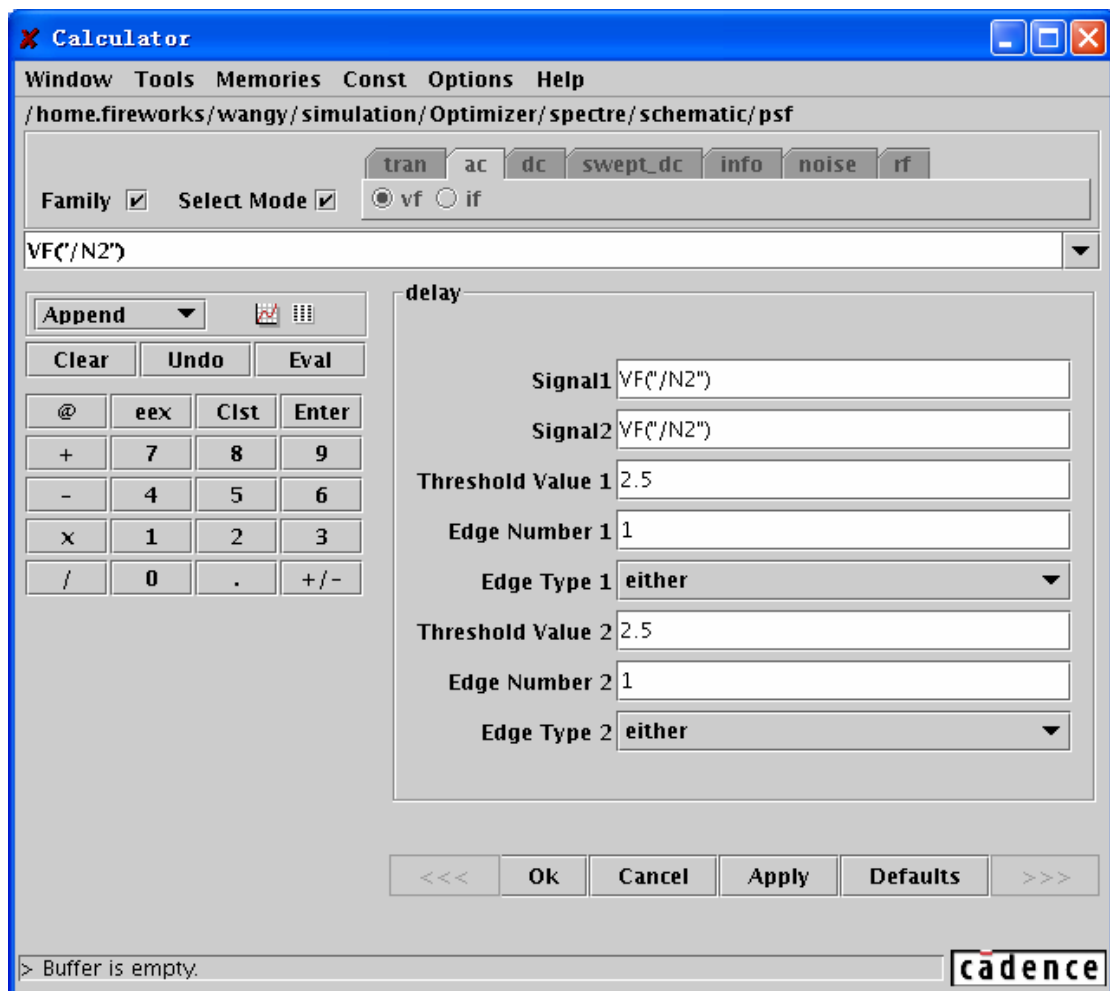 Calculator
Window Tools Memories Const Options Help
/home.fireworks/wangy/simulation/Optimizer/spectre/schematic/psf
tran ac dc swept_dc info noise rf
Family Select Mode vf if
VF("/N2")
Append
delay
Clear Undo Eval
Signal1 VF("/N2")
@ eex Clst Enter
Signal2 VF("/N2")
+ 7 8 9
Threshold Value 1 2.5
- 4 5 6
Edge Number 1 1
x 1 2 3
Edge Type 1 either
/ 0 . +/-
Threshold Value 2 2.5
Edge Number 2 1
Edge Type 2 either
<<< Ok Cancel Apply Defaults >>>
> Buffer is empty.
cādence